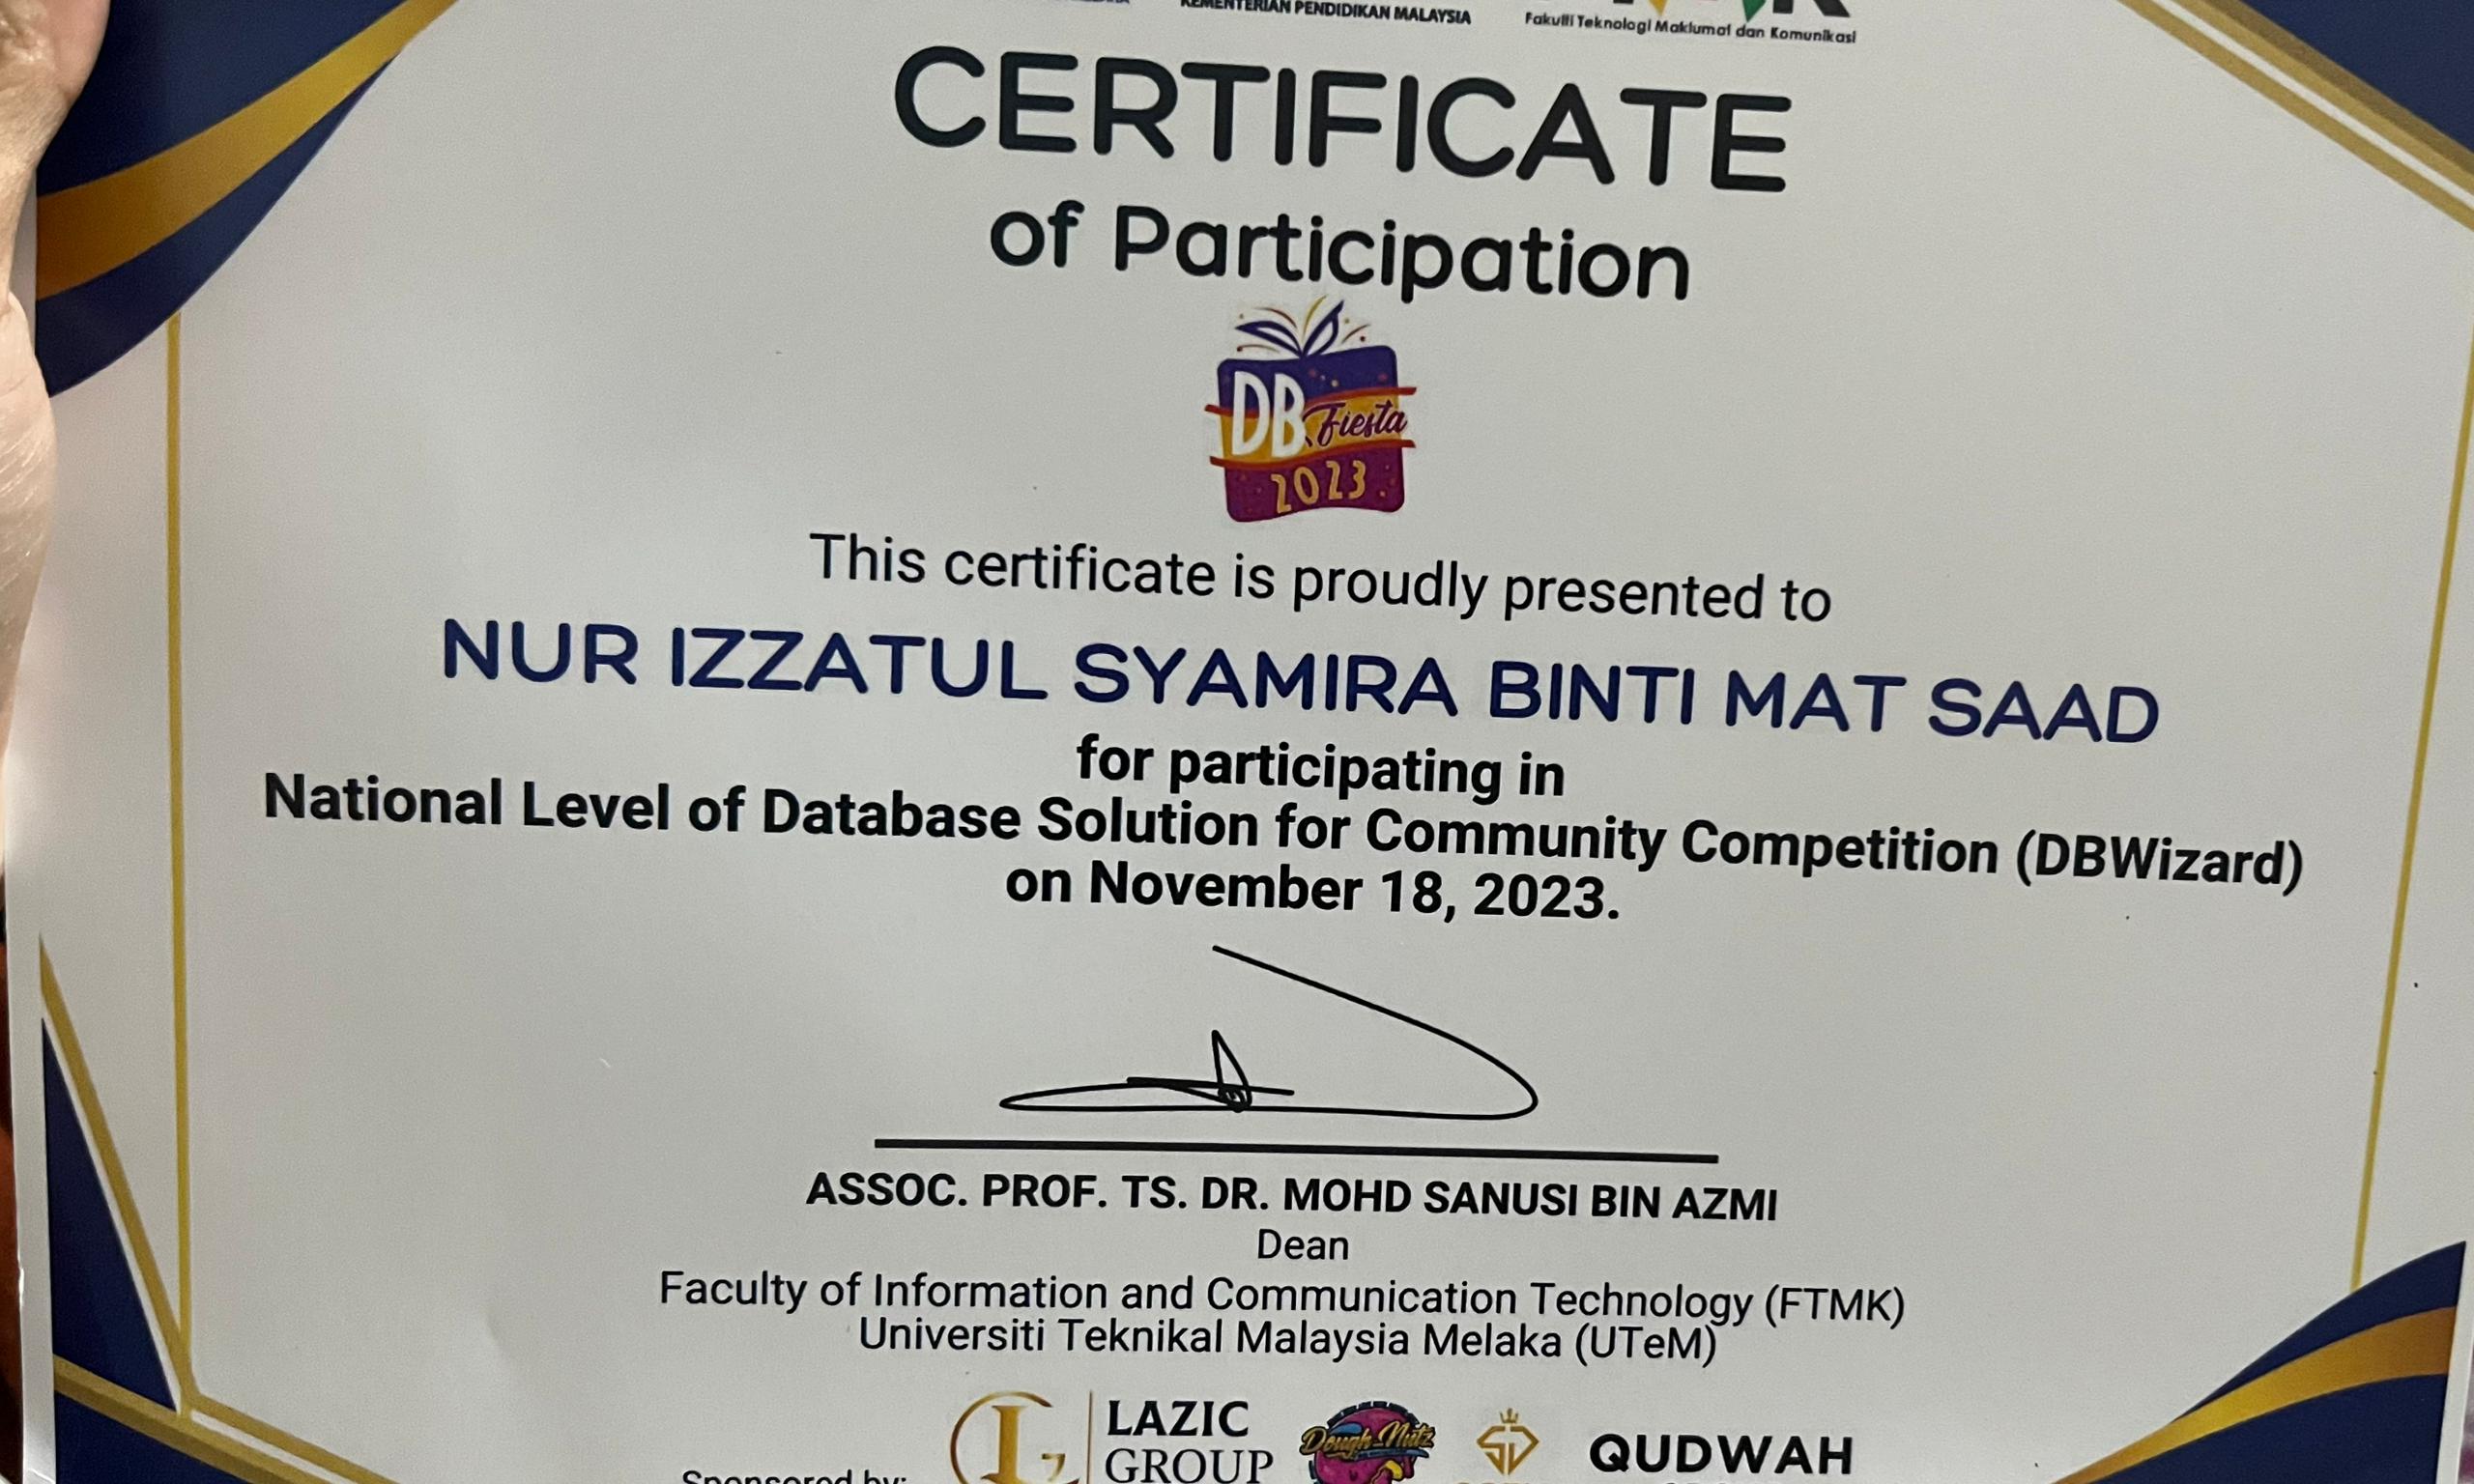 KEMENTERIAN PENDIDIKAN MALAYSIA
Fakulti Teknologi Maklumat dan Komunikasi
CERTIFICATE
of Participation
DB Fiesta
2023
This certificate is proudly presented to
NUR IZZATUL SYAMIRA BINTI MAT SAAD
for participating in
National Level of Database Solution for Community Competition (DBWizard)
on November 18, 2023.
ASSOC. PROF. TS. DR. MOHD SANUSI BIN AZMI
Dean
Faculty of Information and Communication Technology (FTMK)
Universiti Teknikal Malaysia Melaka (UTeM)
Sponsored by:
LAZIC
GROUP
Dough-Nutz
QUDWAH